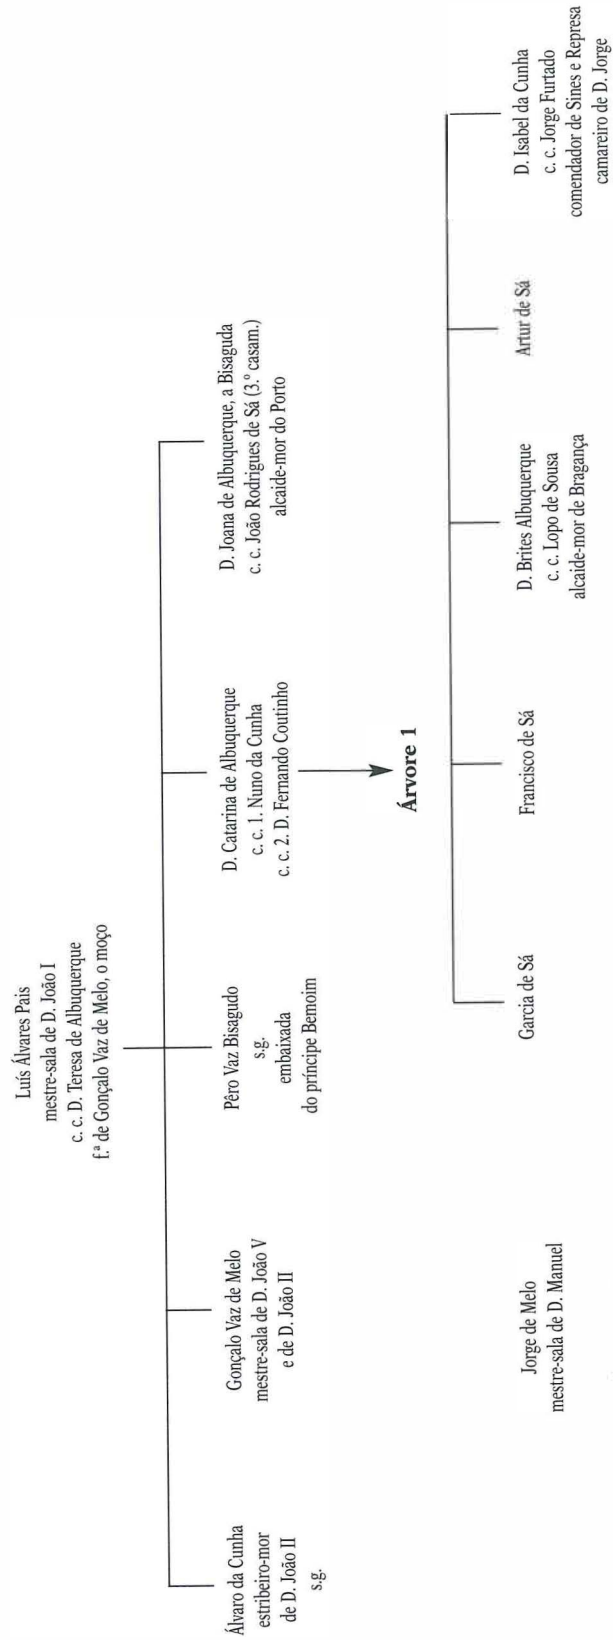 Luís Álvares Pais
mestre-sala de D. João I
c. c. D. Teresa de Albuquerque
f.ª de Gonçalo Vaz de Melo, o moço
Álvaro da Cunha
estribeiro-mor
de D. João II
s.g.
Gonçalo Vaz de Melo
mestre-sala de D. João V
e de D. João II
Pêro Vaz Bisagudo
s.g.
embaixada
do príncipe Bemoim
D. Catarina de Albuquerque
c. c. 1. Nuno da Cunha
c. c. 2. D. Fernando Coutinho
D. Joana de Albuquerque, a Bisaguda
c. c. João Rodrigues de Sá (3.º casam.)
alcaide-mor do Porto
Árvore 1
Jorge de Melo
mestre-sala de D. Manuel
Garcia de Sá
Francisco de Sá
D. Brites Albuquerque
c. c. Lopo de Sousa
alcaide-mor de Bragança
Artur de Sá
D. Isabel da Cunha
c. c. Jorge Furtado
comendador de Sines e Represa
camareiro de D. Jorge